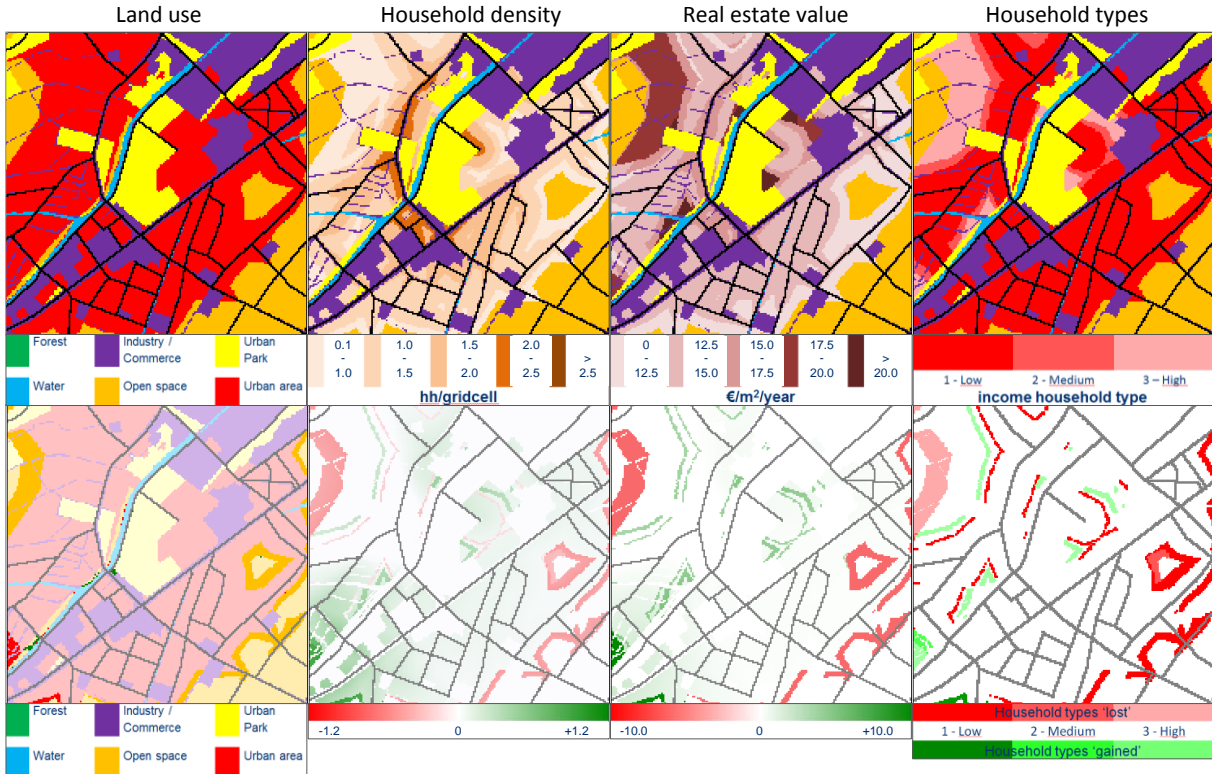 Land use
Household density
Real estate value
Household types
Forest
Industry /
Commerce
Urban
Park
Water
Open space
Urban area
0.1
-
1.0
1.0
-
1.5
1.5
-
2.0
2.0
-
2.5
>
2.5
hh/gridcell
0
-
12.5
12.5
-
15.0
15.0
-
17.5
17.5
-
20.0
>
20.0
€/m²/year
1 - Low
2 - Medium
3 – High
income household type
Forest
Industry /
Commerce
Urban
Park
Water
Open space
Urban area
-1.2
0
+1.2
-10.0
0
+10.0
Household types 'lost'
1 - Low
2 - Medium
3 - High
Household types 'gained'